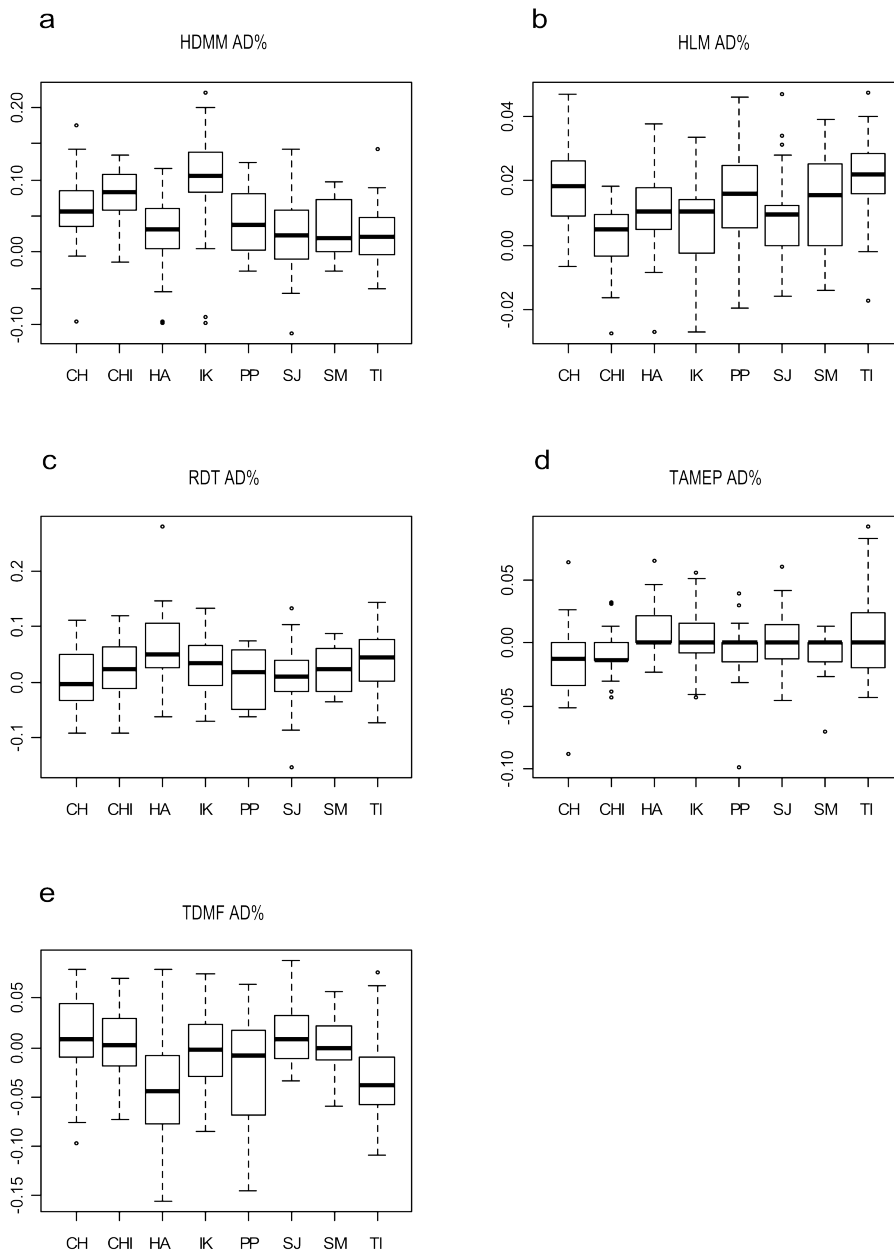 a
HDMM AD%
0.20
0.10
0.00
-0.10
CH CHI HA IK PP SJ SM TI
b
HLM AD%
0.04
0.02
0.00
-0.02
CH CHI HA IK PP SJ SM TI
c
RDT AD%
0.2
0.1
0.0
-0.1
CH CHI HA IK PP SJ SM TI
d
TAMEP AD%
0.05
0.00
-0.05
-0.10
CH CHI HA IK PP SJ SM TI
e
TDMF AD%
0.05
0.00
-0.05
-0.10
-0.15
CH CHI HA IK PP SJ SM TI